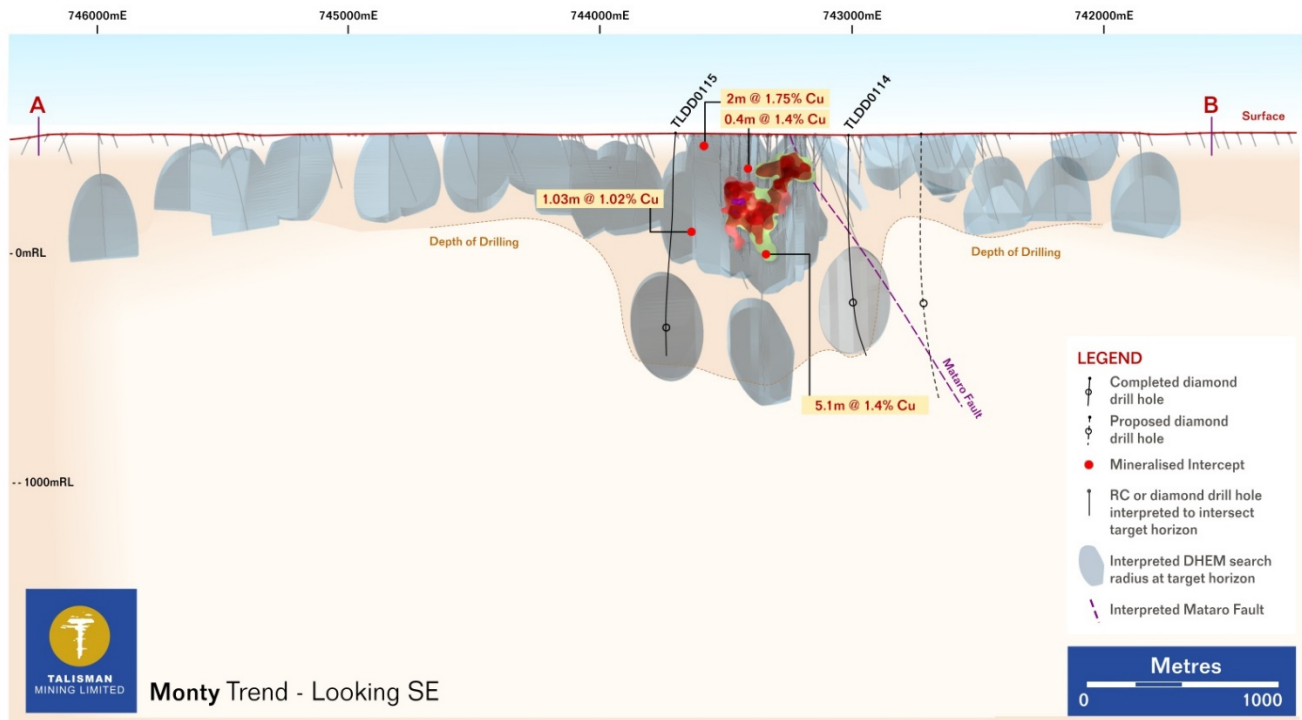 746000mE
745000mE
744000mE
743000mE
742000mE
A
TLDD0115
2m @ 1.75% Cu
0.4m @ 1.4% Cu
TLDD0114
B
Surface
1.03m @ 1.02% Cu
Depth of Drilling
Depth of Drilling
-0mRL
Mataro Fault
5.1m @ 1.4% Cu
-- 1000mRL
LEGEND
Completed diamond
drill hole
Proposed diamond
drill hole
Mineralised Intercept
RC or diamond drill hole
interpreted to intersect
target horizon
Interpreted DHEM search
radius at target horizon
Interpreted Mataro Fault
TALISMAN
MINING LIMITED
Monty Trend - Looking SE
Metres
0
1000